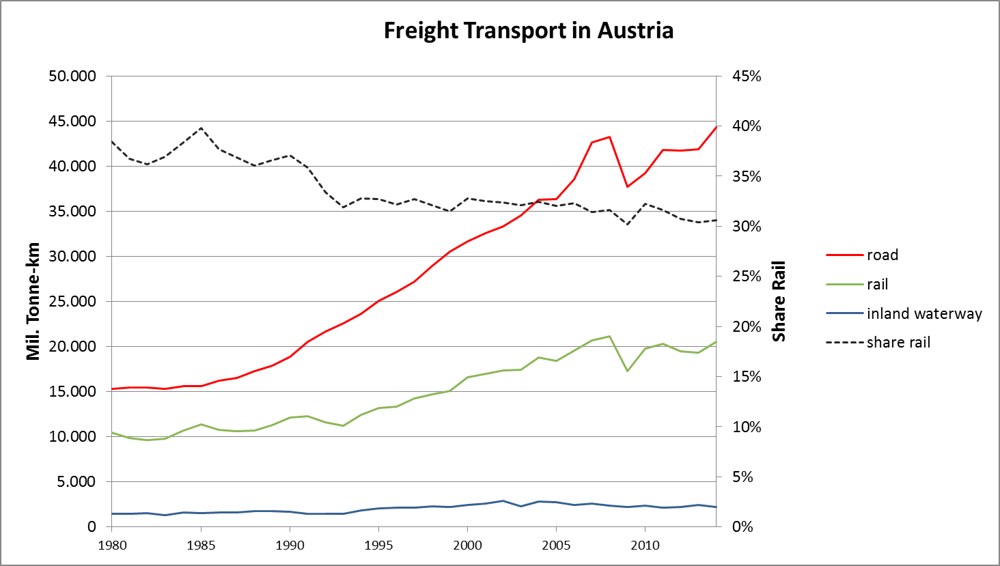 Freight Transport in Austria
50.000
45.000
40.000
35.000
30.000
25.000
20.000
15.000
10.000
5.000
0
Mil. Tonne-km
45%
40%
35%
30%
25%
20%
15%
10%
5%
0%
Share Rail
1980 1985 1990 1995 2000 2005 2010
road
rail
inland waterway
share rail